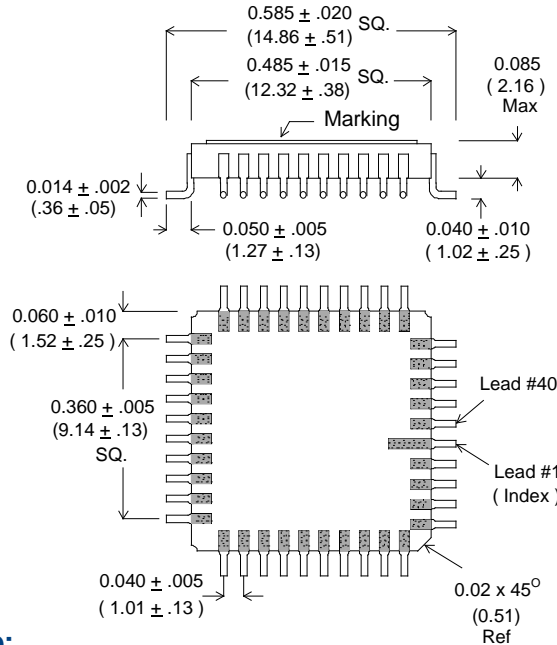 0.585 ± .020 SQ.
(14.86 ± .51)
0.485 ± .015 SQ.
(12.32 ± .38)
0.085
( 2.16 )
Max
Marking
0.014 ± .002
(.36 ± .05)
0.050 ± .005
(1.27 ± .13)
0.040 ± .010
( 1.02 ± .25 )
0.060 ± .010
( 1.52 ± .25 )
0.360 ± .005
(9.14 ± .13)
SQ.
Lead #40
Lead #1
( Index )
0.040 ± .005
( 1.01 ± .13 )
0.02 x 45°
(0.51)
Ref